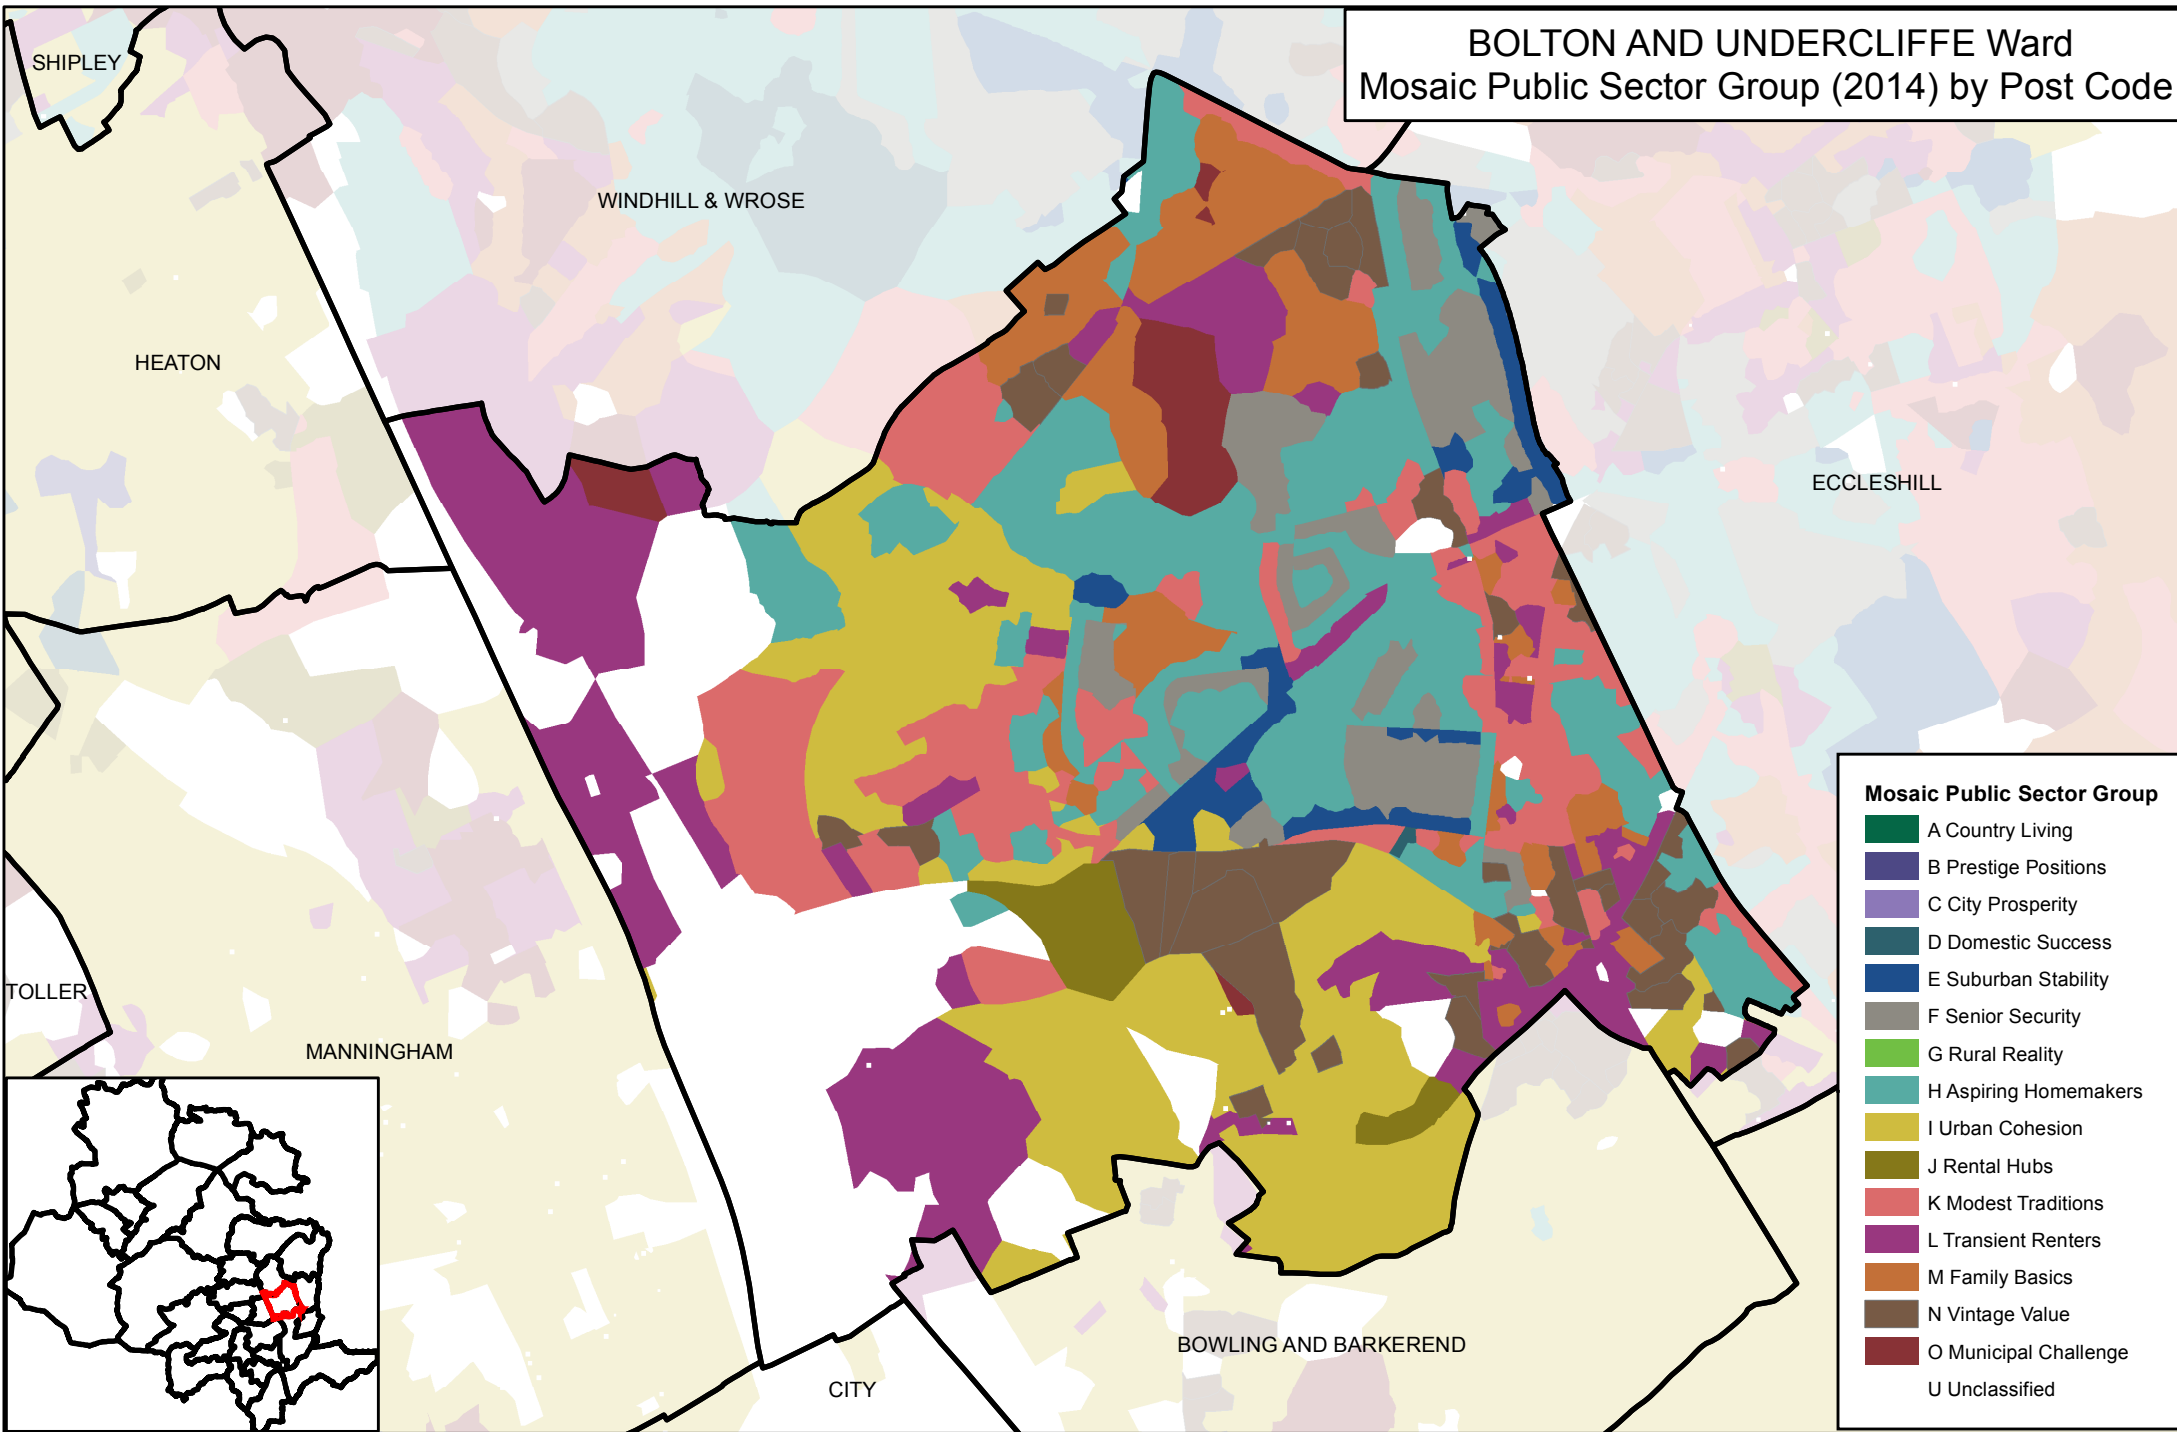 BOLTON AND UNDERCLIFFE Ward
Mosaic Public Sector Group (2014) by Post Code
SHIPLEY
WINDHILL & WROSE
HEATON
ECCLESHILL
TOLLER
MANNINGHAM
BOWLING AND BARKEREND
CITY
Mosaic Public Sector Group
A Country Living
B Prestige Positions
C City Prosperity
D Domestic Success
E Suburban Stability
F Senior Security
G Rural Reality
H Aspiring Homemakers
I Urban Cohesion
J Rental Hubs
K Modest Traditions
L Transient Renters
M Family Basics
N Vintage Value
O Municipal Challenge
U Unclassified